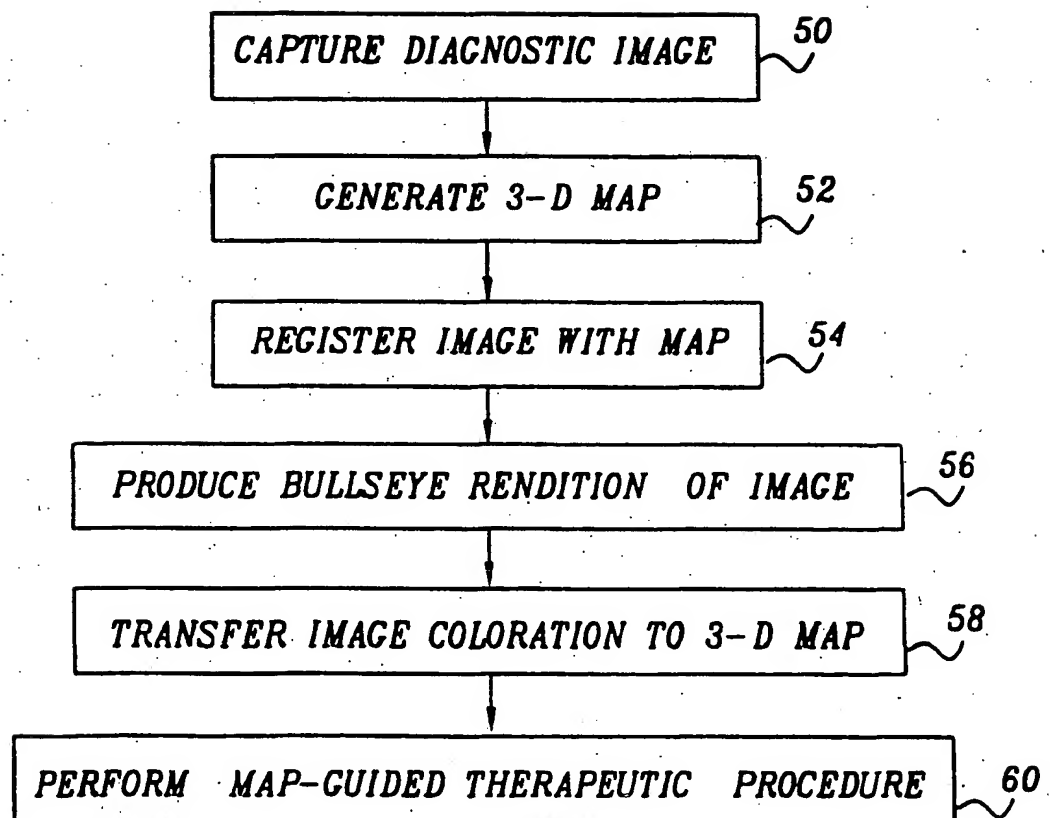 CAPTURE DIAGNOSTIC IMAGE 50
GENERATE 3-D MAP 52
REGISTER IMAGE WITH MAP 54
PRODUCE BULLSEYE RENDITION OF IMAGE 56
TRANSFER IMAGE COLORATION TO 3-D MAP 58
PERFORM MAP-GUIDED THERAPEUTIC PROCEDURE 60